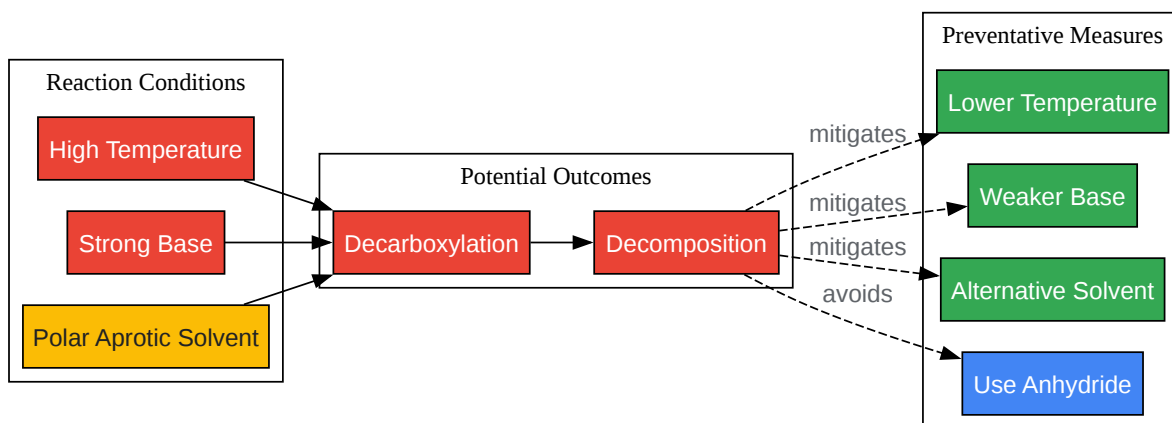 Reaction Conditions
High Temperature
Strong Base
Polar Aprotic Solvent
Potential Outcomes
Decarboxylation
Decomposition
mitigates
mitigates
mitigates
avoids
Preventative Measures
Lower Temperature
Weaker Base
Alternative Solvent
Use Anhydride